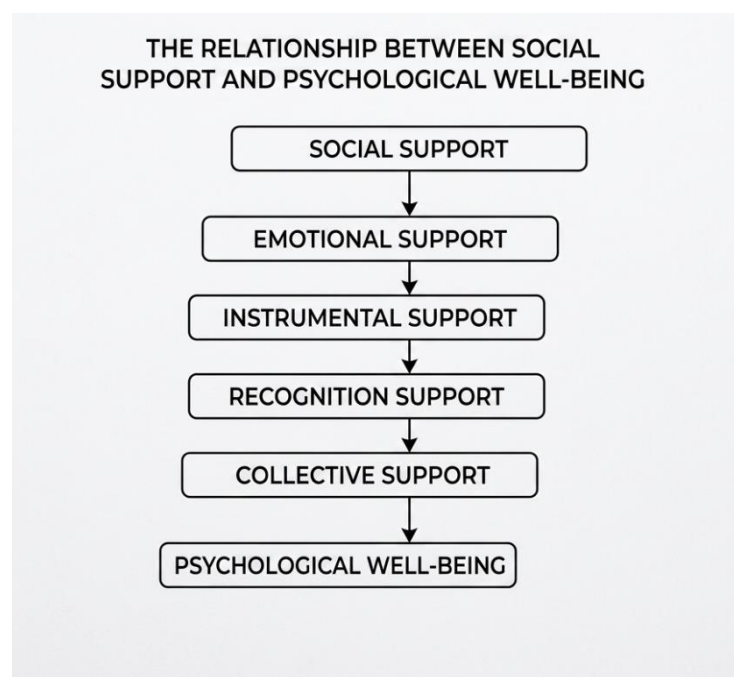 THE RELATIONSHIP BETWEEN SOCIAL
SUPPORT AND PSYCHOLOGICAL WELL-BEING
SOCIAL SUPPORT
EMOTIONAL SUPPORT
INSTRUMENTAL SUPPORT
RECOGNITION SUPPORT
COLLECTIVE SUPPORT
PSYCHOLOGICAL WELL-BEING